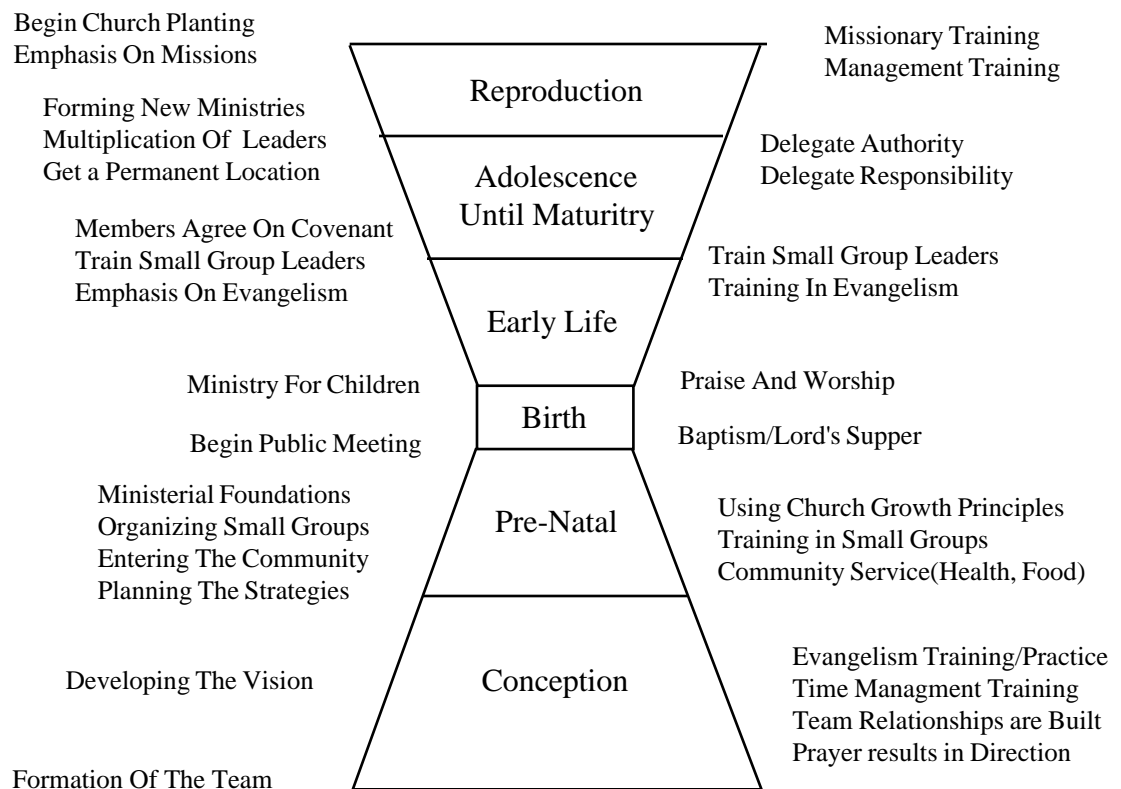 Begin Church Planting
Emphasis On Missions
Missionary Training
Management Training
Reproduction
Forming New Ministries
Multiplication Of Leaders
Get a Permanent Location
Delegate Authority
Delegate Responsibility
Adolescence
Until Maturitry
Members Agree On Covenant
Train Small Group Leaders
Emphasis On Evangelism
Train Small Group Leaders
Training In Evangelism
Early Life
Ministry For Children
Praise And Worship
Birth
Begin Public Meeting
Baptism/Lord's Supper
Ministerial Foundations
Organizing Small Groups
Entering The Community
Planning The Strategies
Pre-Natal
Using Church Growth Principles
Training in Small Groups
Community Service(Health, Food)
Developing The Vision
Conception
Evangelism Training/Practice
Time Managment Training
Team Relationships are Built
Prayer results in Direction
Formation Of The Team